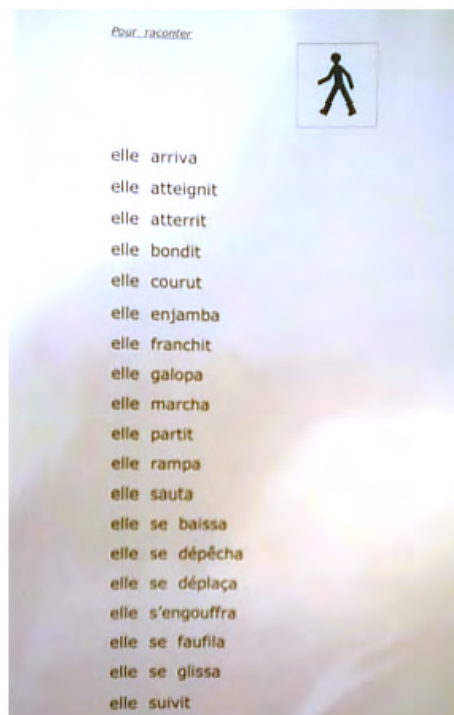 Pour raconter
elle arriva
elle atteignit
elle atterrit
elle bondit
elle courut
elle enjamba
elle franchit
elle galopa
elle marcha
elle partit
elle rampa
elle sauta
elle se baissa
elle se dépêcha
elle se déplaça
elle s'engouffra
elle se faufila
elle se glissa
elle suivit